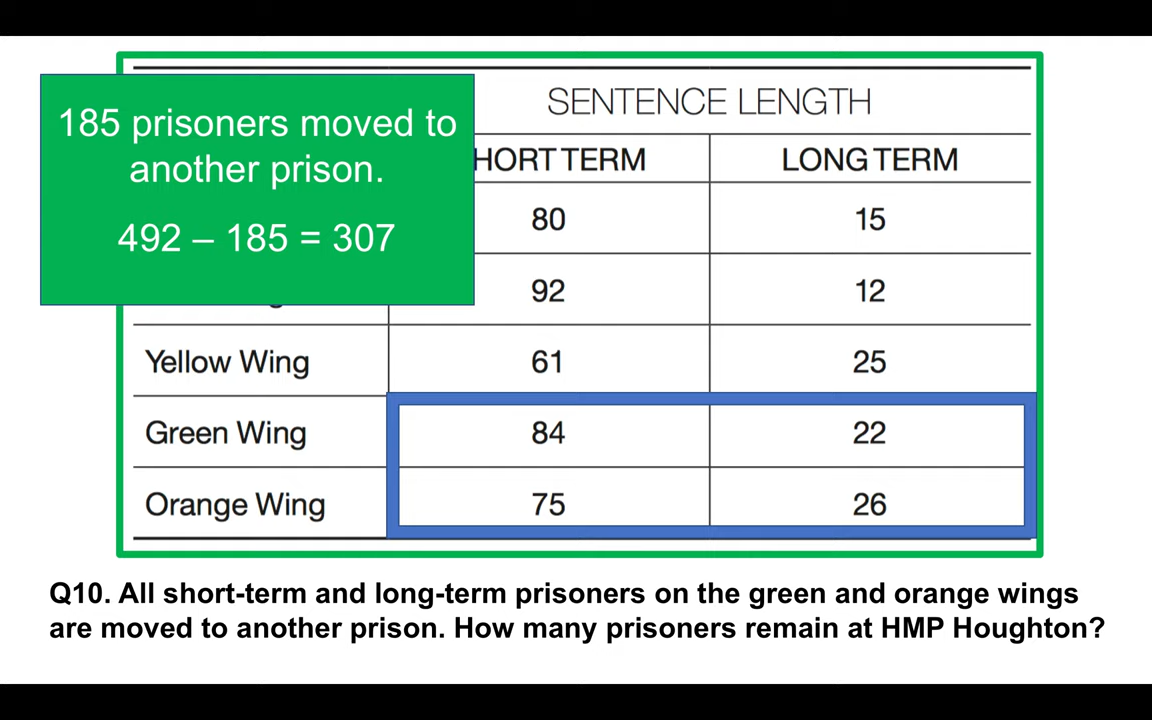 185 prisoners moved to
another prison.
492 – 185 = 307
SENTENCE LENGTH
HORT TERM LONG TERM
80 15
92 12
Yellow Wing 61 25
Green Wing 84 22
Orange Wing 75 26
Q10. All short-term and long-term prisoners on the green and orange wings
are moved to another prison. How many prisoners remain at HMP Houghton?